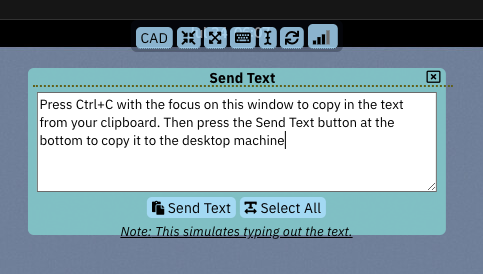 CAD
Send Text
Press Ctrl+C with the focus on this window to copy in the text
from your clipboard. Then press the Send Text button at the
bottom to copy it to the desktop machine
Send Text Select All
Note: This simulates typing out the text.